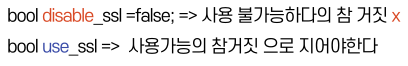 bool disable_ssl =false; => 사용 불가능하다의 참 거짓 x
bool use_ssl => 사용가능의 참거짓 으로 지어야한다